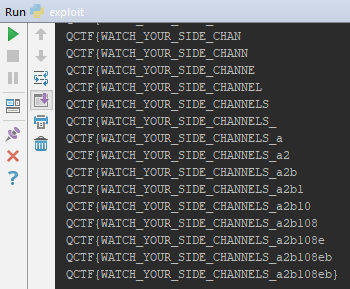 Run exploit
QCTF{WATCH_YOUR_SIDE_CHAN
QCTF{WATCH_YOUR_SIDE_CHANN
QCTF{WATCH_YOUR_SIDE_CHANNE
QCTF{WATCH_YOUR_SIDE_CHANNEL
QCTF{WATCH_YOUR_SIDE_CHANNELS
QCTF{WATCH_YOUR_SIDE_CHANNELS_
QCTF{WATCH_YOUR_SIDE_CHANNELS_a
QCTF{WATCH_YOUR_SIDE_CHANNELS_a2
QCTF{WATCH_YOUR_SIDE_CHANNELS_a2b
QCTF{WATCH_YOUR_SIDE_CHANNELS_a2b1
QCTF{WATCH_YOUR_SIDE_CHANNELS_a2b10
QCTF{WATCH_YOUR_SIDE_CHANNELS_a2b108
QCTF{WATCH_YOUR_SIDE_CHANNELS_a2b108e
QCTF{WATCH_YOUR_SIDE_CHANNELS_a2b108eb
QCTF{WATCH_YOUR_SIDE_CHANNELS_a2b108eb}